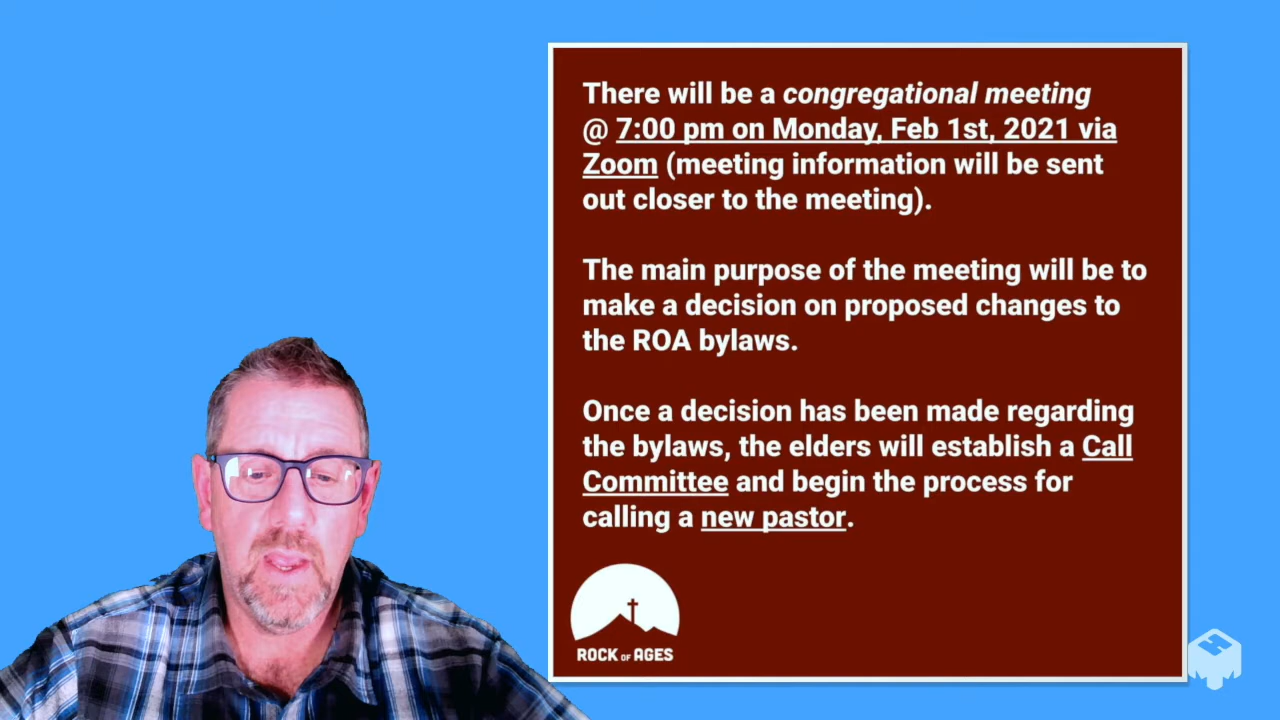 There will be a congregational meeting
@ 7:00 pm on Monday, Feb 1st, 2021 via
Zoom (meeting information will be sent
out closer to the meeting).
The main purpose of the meeting will be to
make a decision on proposed changes to
the ROA bylaws.
Once a decision has been made regarding
the bylaws, the elders will establish a Call
Committee and begin the process for
calling a new pastor.
ROCK OF AGES